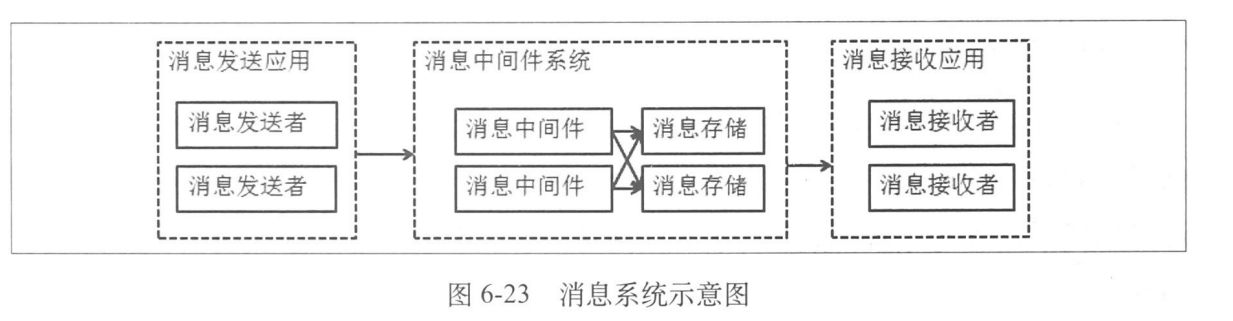 消息发送应用
消息发送者
消息发送者
消息中间件系统
消息中间件
消息存储
消息中间件
消息存储
消息接收应用
消息接收者
消息接收者
图 6-23 消息系统示意图